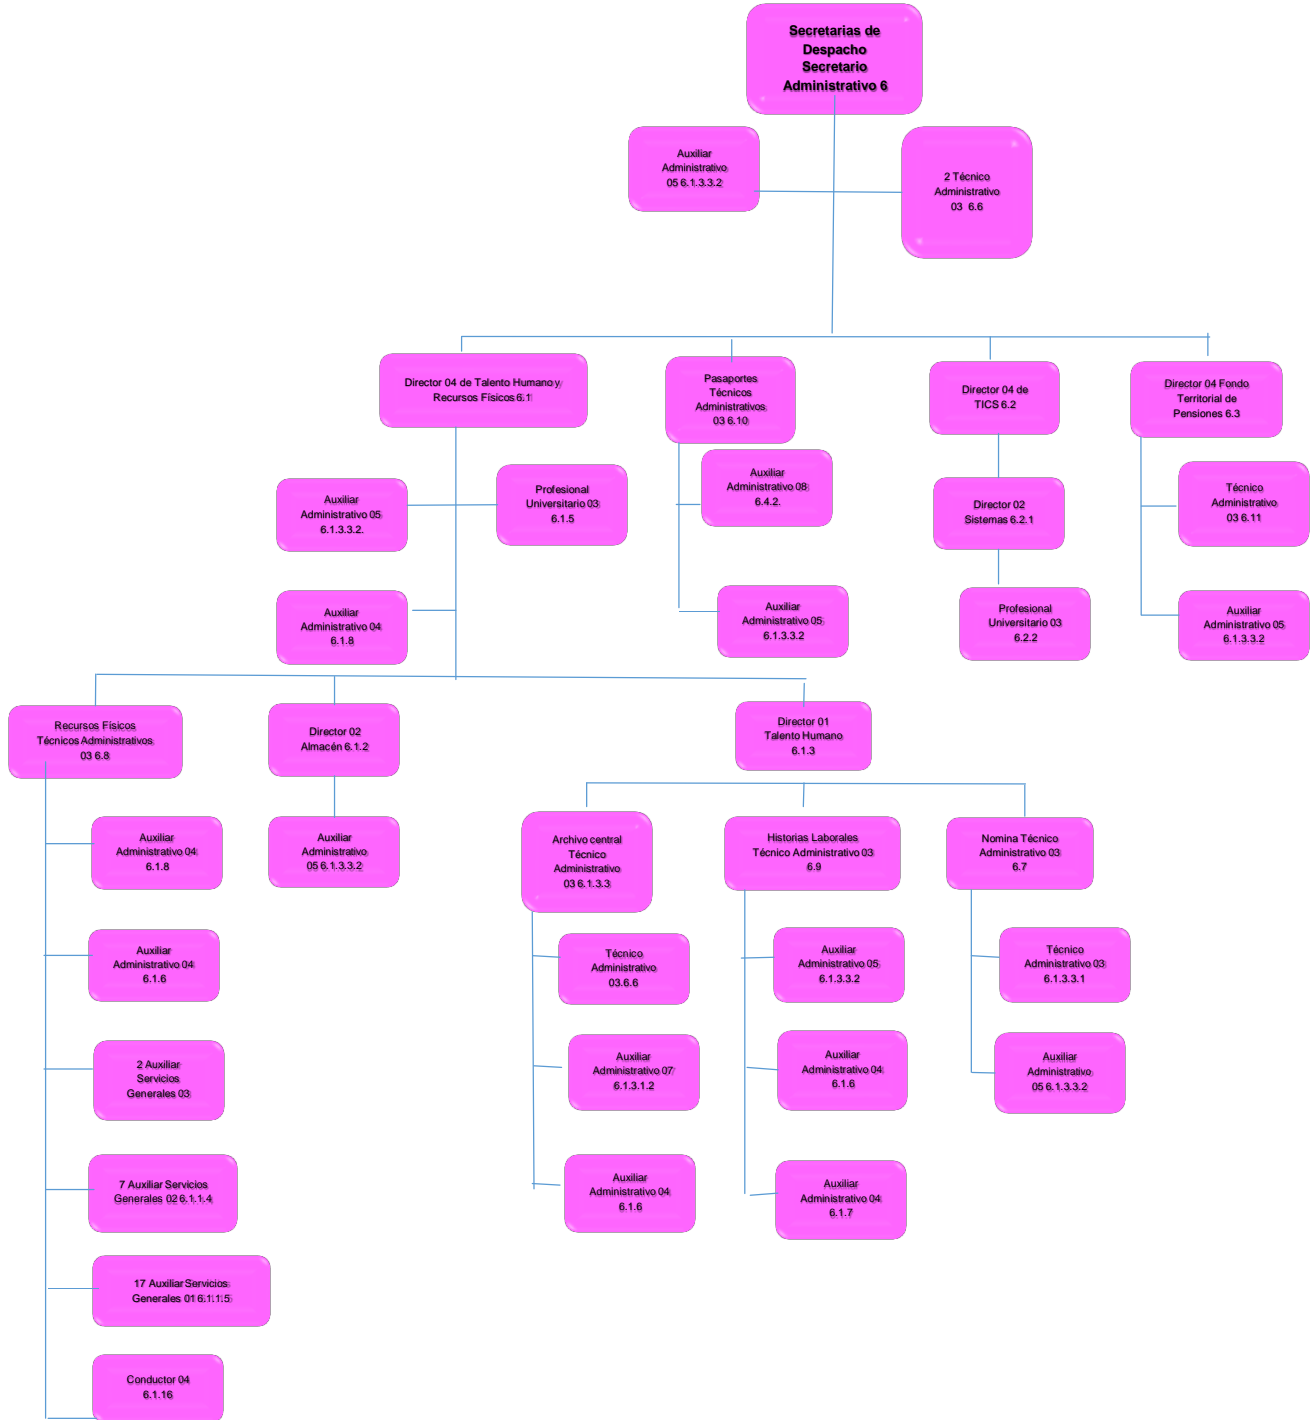 Secretarias de
Despacho
Secretario
Administrativo 6
Auxiliar
Administrativo
05 6.1.3.3.2
2 Técnico
Administrativo
03 6.6
Director 04 de Talento Humano y
Recursos Físicos 6.1
Pasaportes
Técnicos
Administrativos
03 6.10
Director 04 de
TICS 6.2
Director 04 Fondo
Territorial de
Pensiones 6.3
Auxiliar
Administrativo 05
6.1.3.3.2.
Profesional
Universitario 03
6.1.5
Auxiliar
Administrativo 08
6.4.2.
Director 02
Sistemas 6.2.1
Técnico
Administrativo
03 6.11
Auxiliar
Administrativo 04
6.1.8
Auxiliar
Administrativo 05
6.1.3.3.2
Profesional
Universitario 03
6.2.2
Auxiliar
Administrativo 05
6.1.3.3.2
Recursos Físicos
Técnicos Administrativos
03 6.8
Director 02
Almacén 6.1.2
Director 01
Talento Humano
6.1.3
Auxiliar
Administrativo 04
6.1.8
Auxiliar
Administrativo
05 6.1.3.3.2
Archivo central
Técnico
Administrativo
03 6.1.3.3
Historias Laborales
Técnico Administrativo 03
6.9
Nomina Técnico
Administrativo 03
6.7
Auxiliar
Administrativo 04
6.1.6
Técnico
Administrativo
03.6.6
Auxiliar
Administrativo 05
6.1.3.3.2
Técnico
Administrativo 03
6.1.3.3.1
2 Auxiliar
Servicios
Generales 03
Auxiliar
Administrativo 07
6.1.3.1.2
Auxiliar
Administrativo 04
6.1.6
Auxiliar
Administrativo
05 6.1.3.3.2
7 Auxiliar Servicios
Generales 02 6.1.1.4
Auxiliar
Administrativo 04
6.1.6
Auxiliar
Administrativo 04
6.1.7
17 Auxiliar Servicios
Generales 01 6.1.1.5
Conductor 04
6.1.16